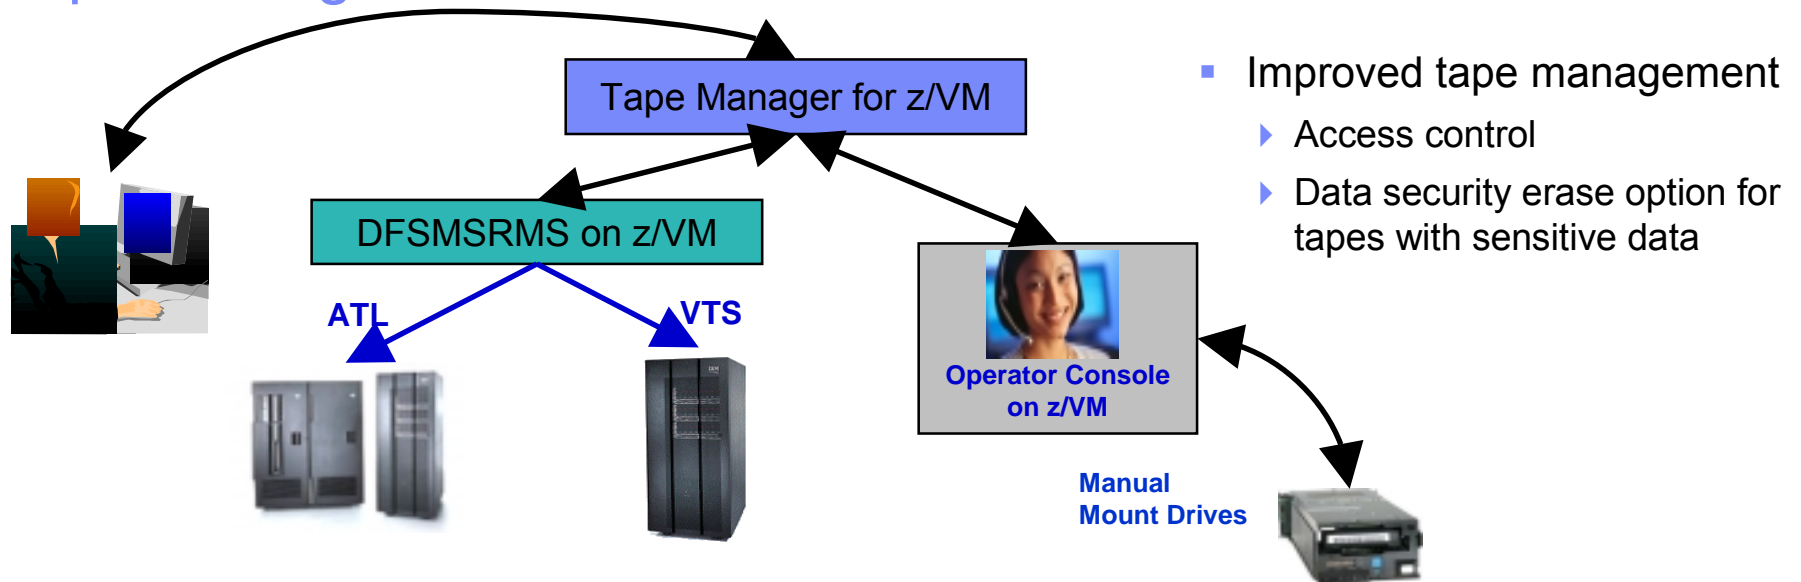 Tape Manager for z/VM
DFSMSRMS on z/VM
ATL
VTS
Operator Console
on z/VM
Manual
Mount Drives
Improved tape management
Access control
Data security erase option for
tapes with sensitive data